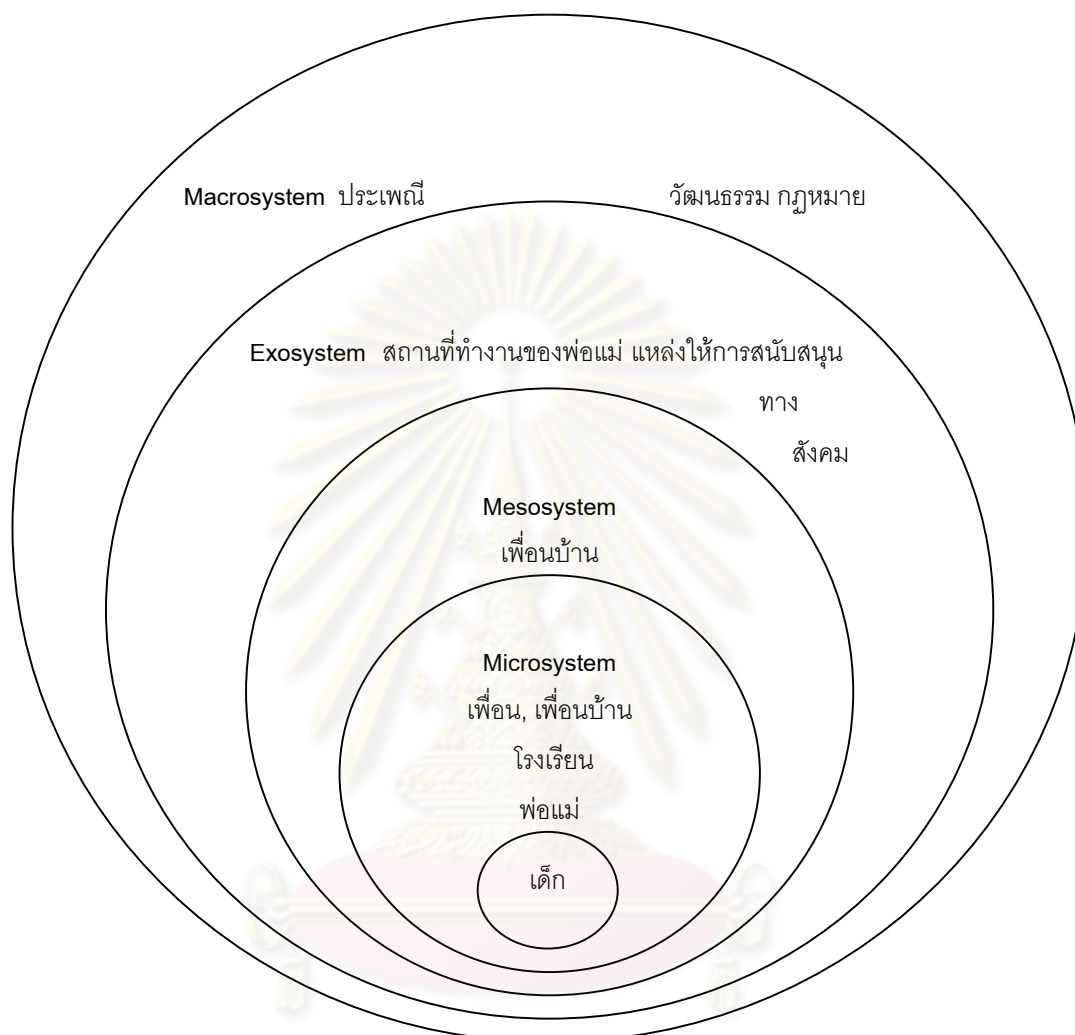 Macrosystem ประเพณี วัฒนธรรม กฎหมาย
Exosystem สถานที่ทำงานของพ่อแม่ แหล่งให้การสนับสนุน
ทาง
สังคม
Mesosystem
เพื่อนบ้าน
Microsystem
เพื่อน, เพื่อนบ้าน
โรงเรียน
พ่อแม่
เด็ก